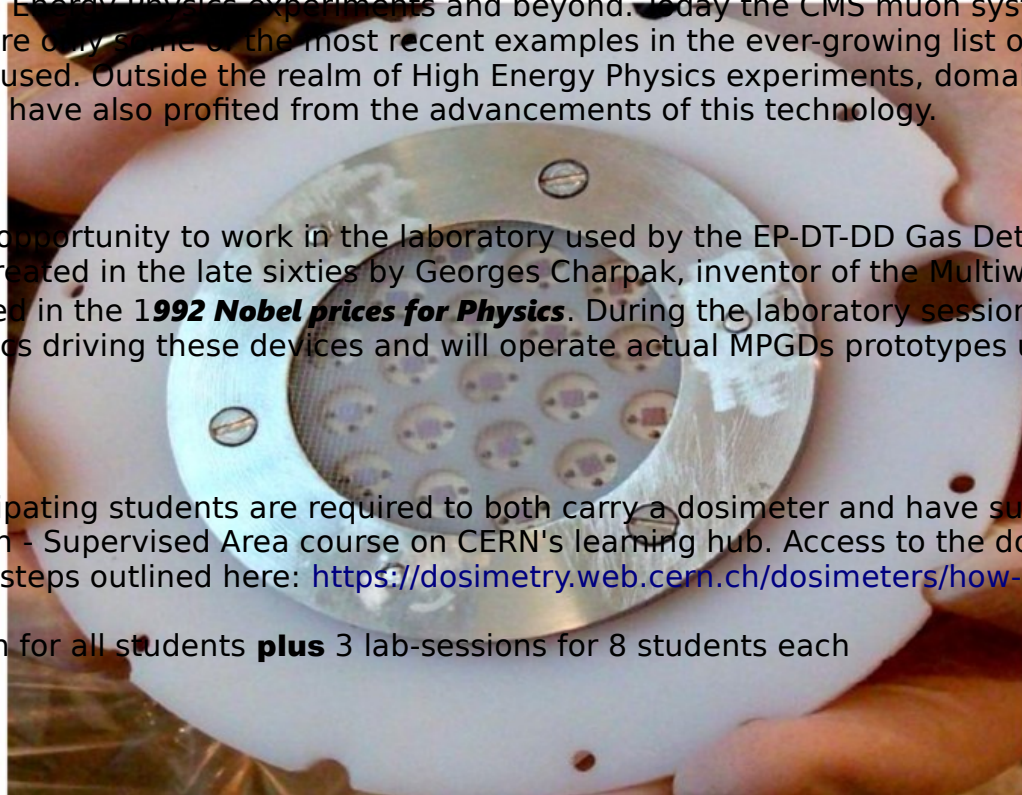 Energy Physics experiments and beyond. Today the CMS muon sys
re only some of the most recent examples in the ever-growing list o
used. Outside the realm of High Energy Physics experiments, doma
have also profited from the advancements of this technology.
opportunity to work in the laboratory used by the EP-DT-DD Gas Det
reated in the late sixties by Georges Charpak, inventor of the Multiw
ed in the 1992 Nobel prices for Physics. During the laboratory session
cs driving these devices and will operate actual MPGDs prototypes u
ipating students are required to both carry a dosimeter and have su
n - Supervised Area course on CERN's learning hub. Access to the do
steps outlined here: https://dosimetry.web.cern.ch/dosimeters/how-
n for all students plus 3 lab-sessions for 8 students each